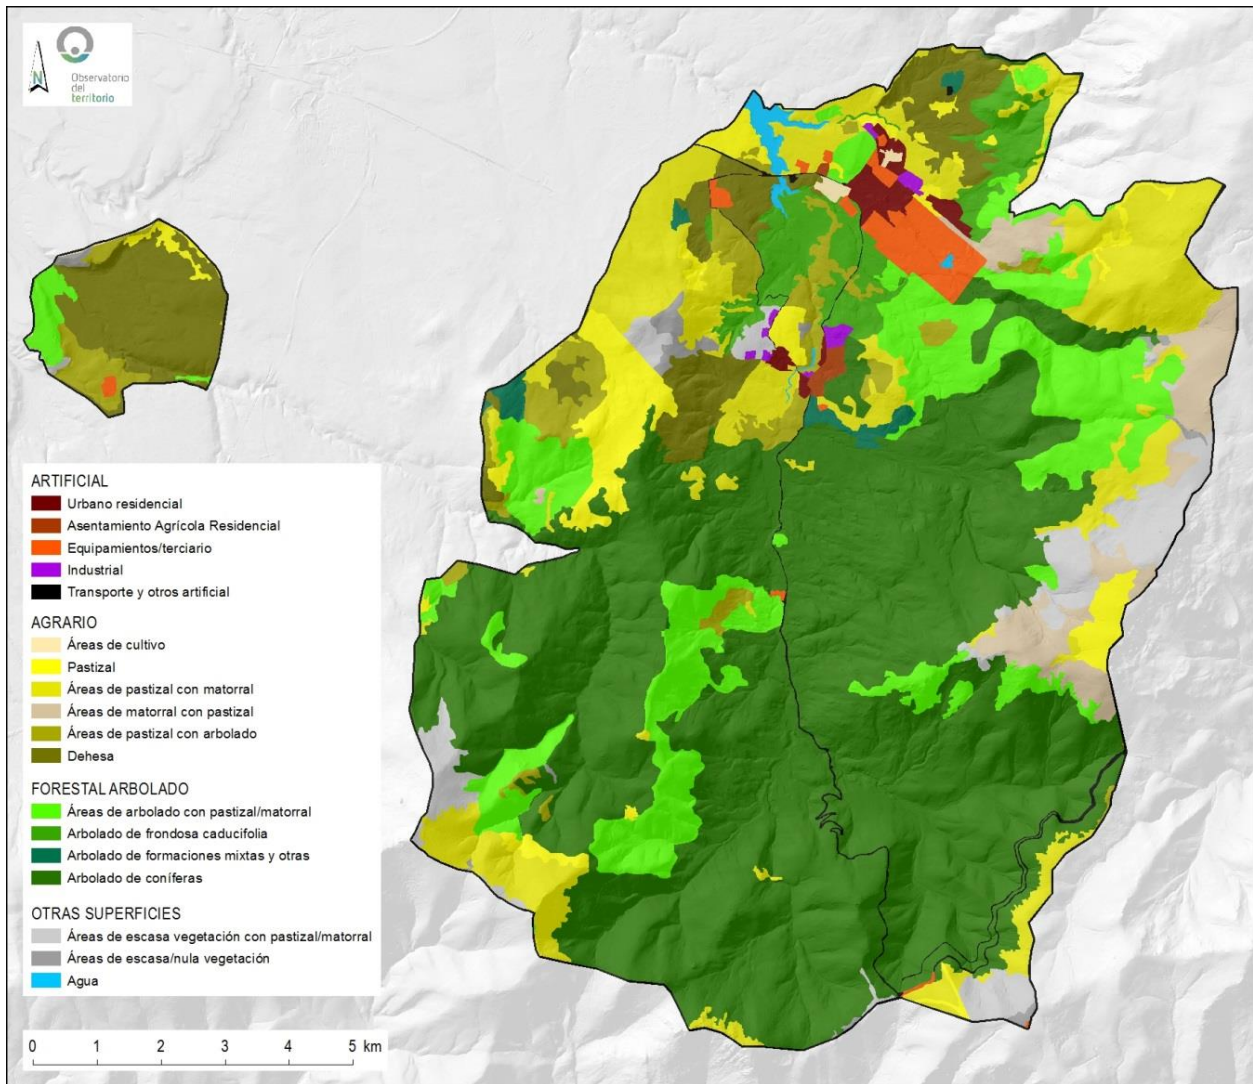 N
Observatorio
del
territorio
ARTIFICIAL
Urbano residencial
Asentamiento Agrícola Residencial
Equipamientos/terciario
Industrial
Transporte y otros artificial
AGRARIO
Áreas de cultivo
Pastizal
Áreas de pastizal con matorral
Áreas de matorral con pastizal
Áreas de pastizal con arbolado
Dehesa
FORESTAL ARBOLADO
Áreas de arbolado con pastizal/matorral
Arbolado de frondosa caducifolia
Arbolado de formaciones mixtas y otras
Arbolado de coníferas
OTRAS SUPERFICIES
Áreas de escasa vegetación con pastizal/matorral
Áreas de escasa/nula vegetación
Agua
0 1 2 3 4 5 km